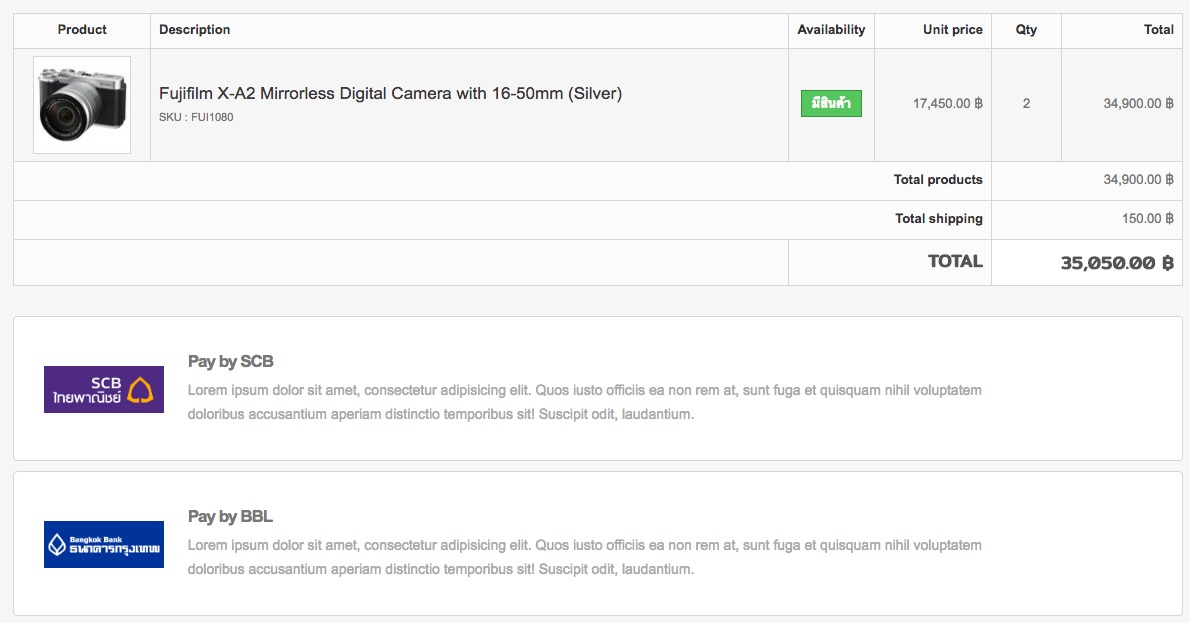 Product Description Availability Unit price Qty Total
Fujifilm X-A2 Mirrorless Digital Camera with 16-50mm (Silver)
SKU : FUI1080
มีสินค้า
17,450.00 ฿ 2 34,900.00 ฿
Total products 34,900.00 ฿
Total shipping 150.00 ฿
TOTAL 35,050.00 ฿
SCB
ไทยพาณิชย์
Pay by SCB
Lorem ipsum dolor sit amet, consectetur adipisicing elit. Quos iusto officiis ea non rem at, sunt fuga et quisquam nihil voluptatem
doloribus accusantium aperiam distinctio temporibus sit! Suscipit odit, laudantium.
Bangkok Bank
ธนาคารกรุงเทพ
Pay by BBL
Lorem ipsum dolor sit amet, consectetur adipisicing elit. Quos iusto officiis ea non rem at, sunt fuga et quisquam nihil voluptatem
doloribus accusantium aperiam distinctio temporibus sit! Suscipit odit, laudantium.